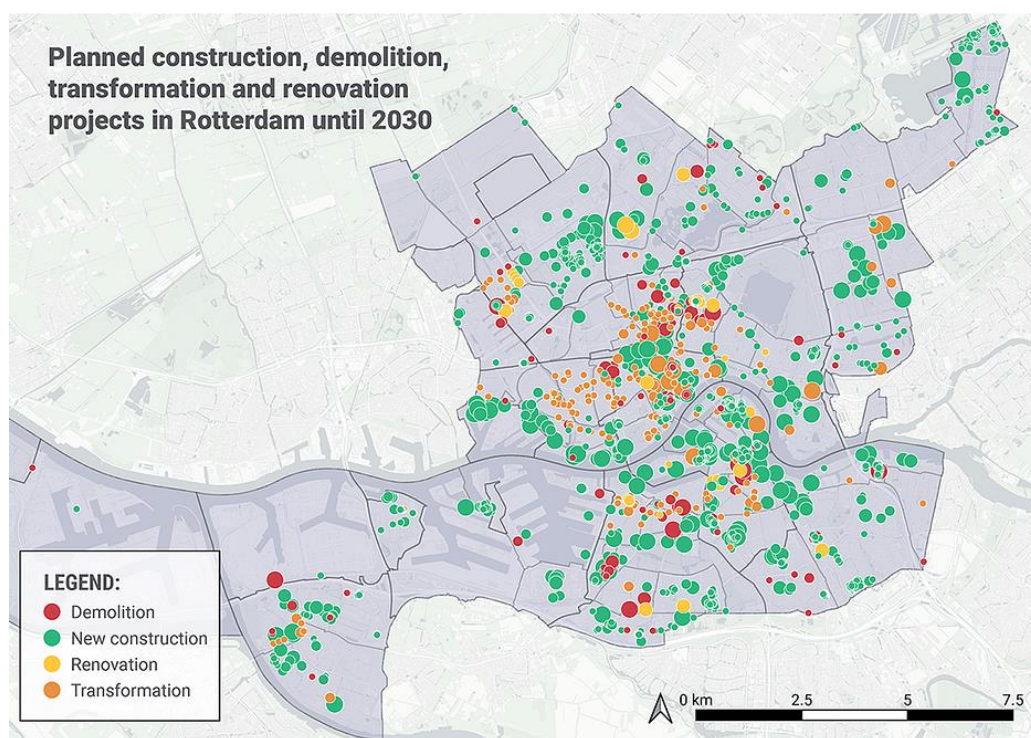 Planned construction, demolition,
transformation and renovation
projects in Rotterdam until 2030
LEGEND:
Demolition
New construction
Renovation
Transformation
0 km 2.5 5 7.5